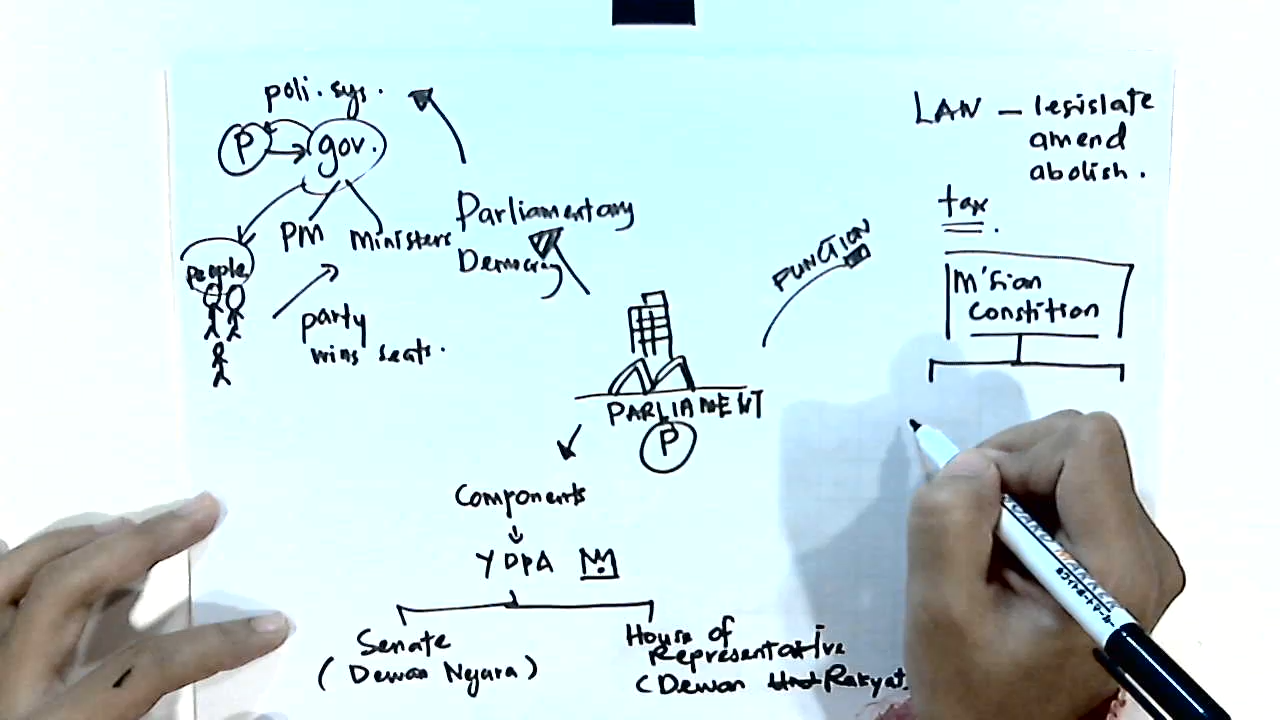 poli. sys.
P
gov.
PM
ministers
people
party
wins seats.
Parliamentary
Democracy
PARLIAMENT
P
FUNCTION
LAN - legislate
amend
abolish.
tax
M'sian
Constition
Components
YDPA
Senate
(Dewan Negara)
House of
Representative
(Dewan Rakyat.